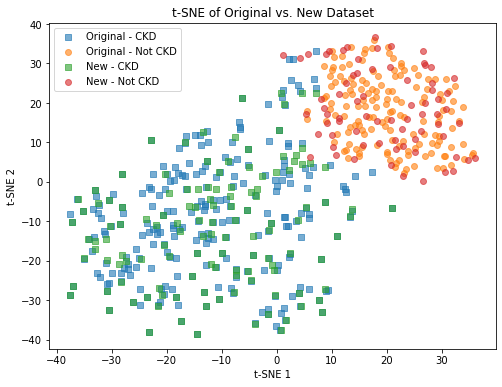 t-SNE of Original vs. New Dataset
Original - CKD
Original - Not CKD
New - CKD
New - Not CKD
40
30
20
10
0
−10
−20
−30
−40
t-SNE 2
−40 −30 −20 −10 0 10 20 30
t-SNE 1